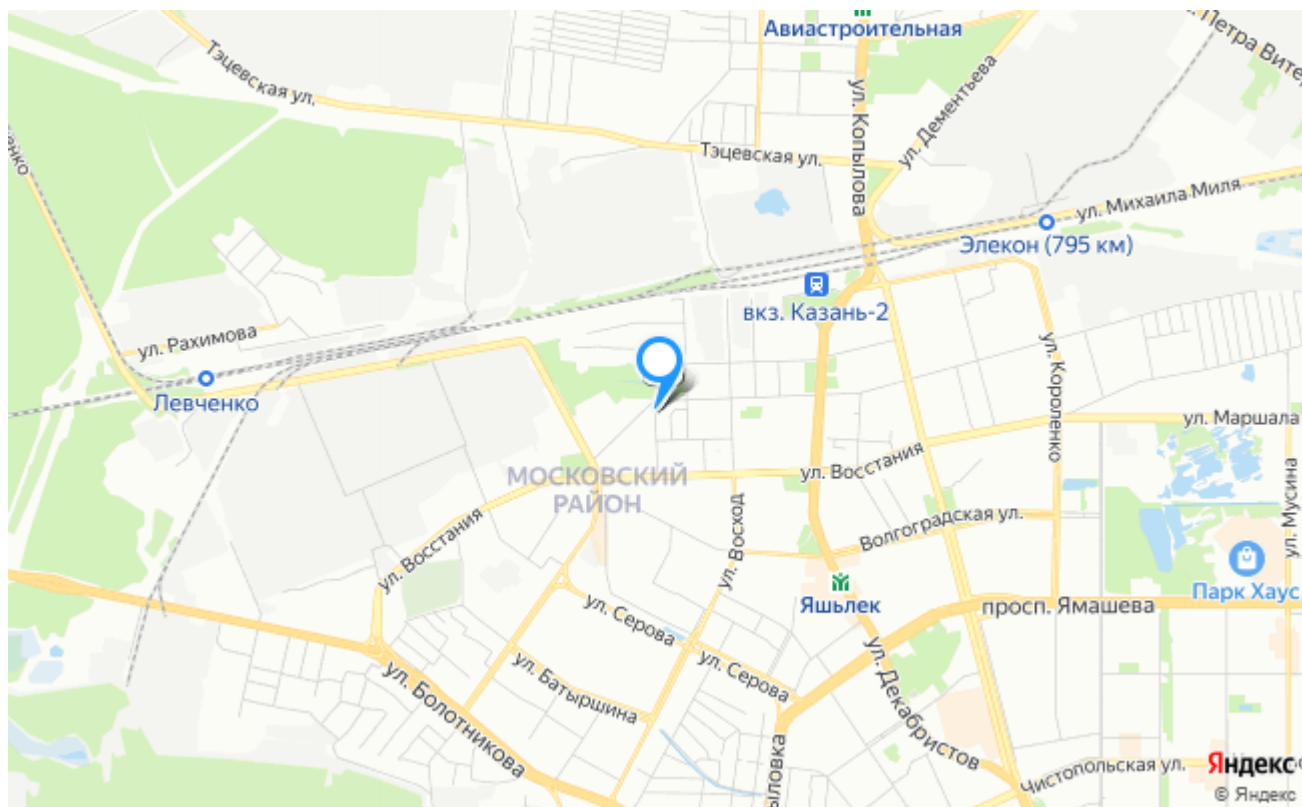 Авиастроительная
Петра Вите
Тэцевская ул.
ул. Копылова
ул. Дементьева
енко
Тэцевская ул.
ул. Михаила Миля
Элекон (795 км)
вкз. Казань-2
ул. Рахимова
ул. Короленко
Левченко
ул. Маршала
МОСКОВСКИЙ
РАЙОН
ул. Восстания
ул. Мусина
ул. Восход
Волгоградская ул.
ул. Восстания
Парк Хаус
Яшьлек
просп. Ямашева
ул. Серова
ул. Серова
ул. Декабристов
ул. Батыршина
ул. Болотникова
ыловка
Чистопольская ул.
Яндекс
© Яндекс